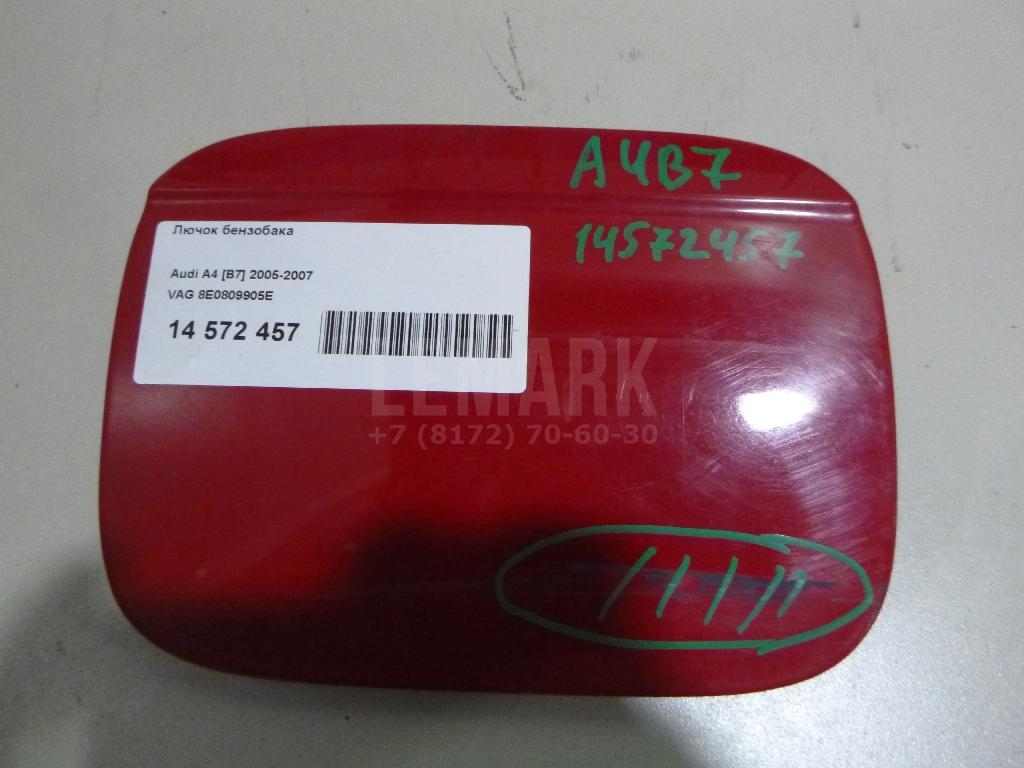 A4B7
14572457
Лючок бензобака
Audi A4 [B7] 2005-2007
VAG 8E0809905E
14 572 457
LEMARK
+7 (8172) 70-60-30